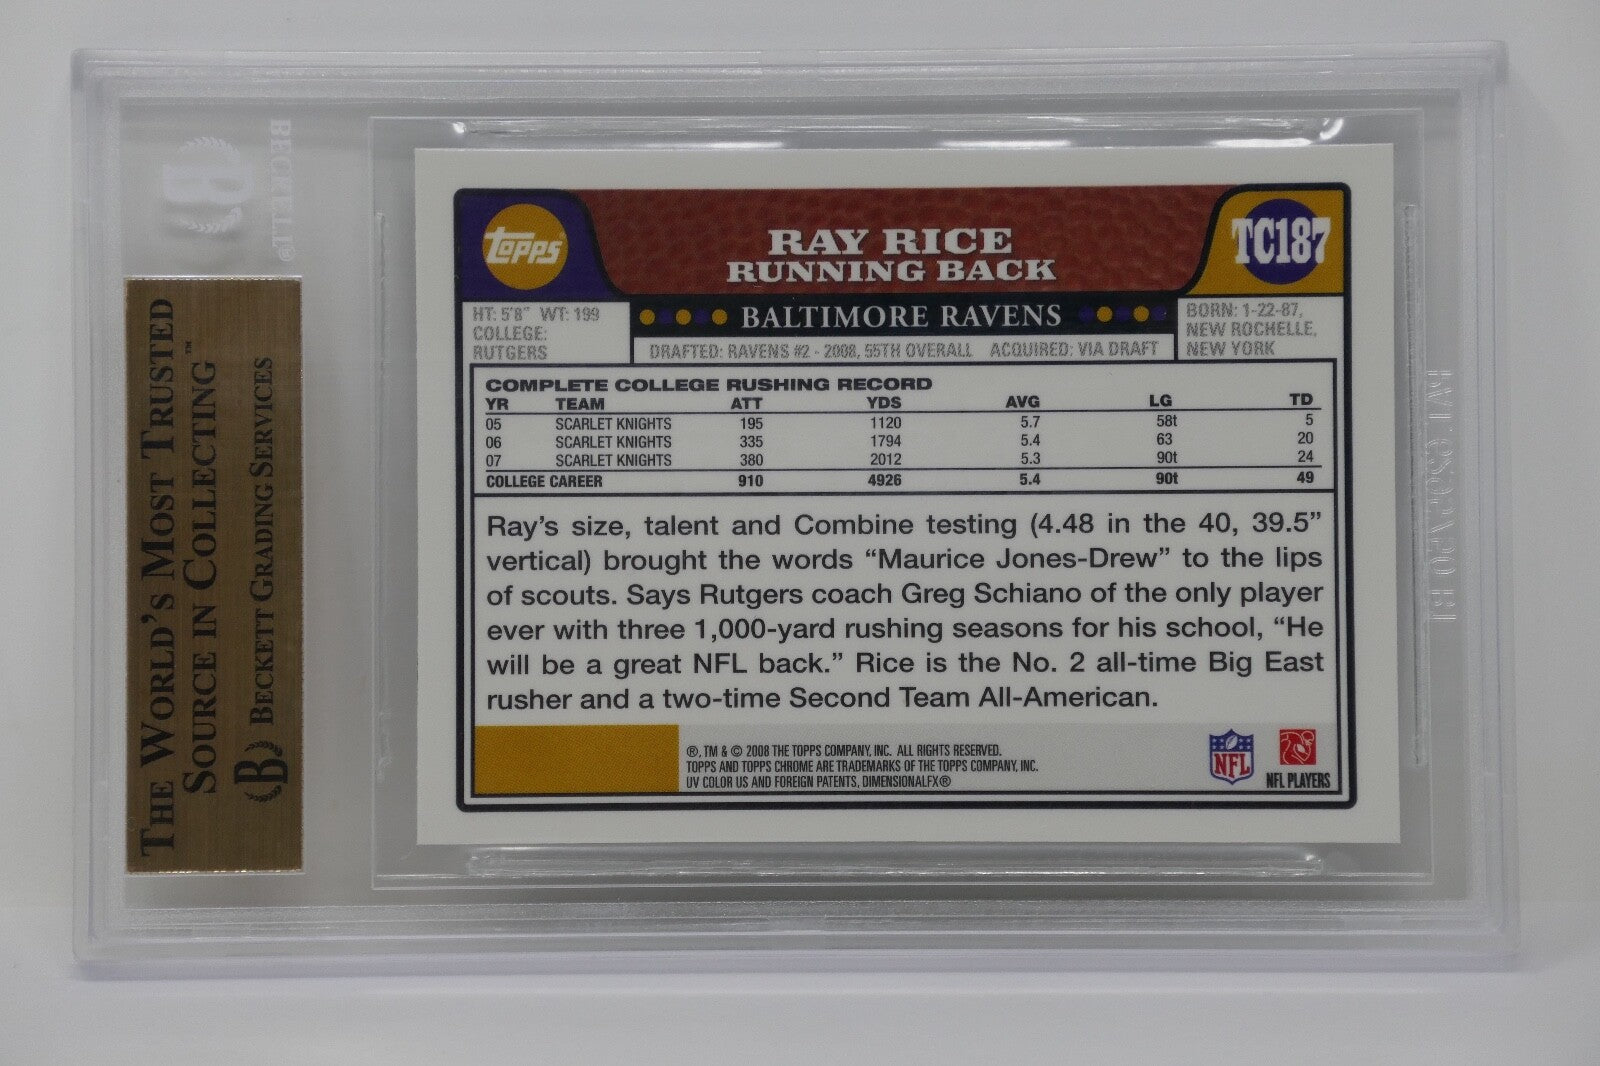 BECKETT®
THE WORLD'S MOST TRUSTED
SOURCE IN COLLECTING™
B BECKETT GRADING SERVICES
Topps
RAY RICE
RUNNING BACK
TC187
HT: 5'8" WT: 199
COLLEGE:
RUTGERS
BALTIMORE RAVENS
DRAFTED: RAVENS #2 - 2008, 55TH OVERALL ACQUIRED: VIA DRAFT
BORN: 1-22-87,
NEW ROCHELLE,
NEW YORK
COMPLETE COLLEGE RUSHING RECORD
YR TEAM ATT YDS AVG LG TD
05 SCARLET KNIGHTS 195 1120 5.7 58t 5
06 SCARLET KNIGHTS 335 1794 5.4 63 20
07 SCARLET KNIGHTS 380 2012 5.3 90t 24
COLLEGE CAREER 910 4926 5.4 90t 49
Ray's size, talent and Combine testing (4.48 in the 40, 39.5"
vertical) brought the words “Maurice Jones-Drew” to the lips
of scouts. Says Rutgers coach Greg Schiano of the only player
ever with three 1,000-yard rushing seasons for his school, “He
will be a great NFL back.” Rice is the No. 2 all-time Big East
rusher and a two-time Second Team All-American.
®, TM & © 2008 THE TOPPS COMPANY, INC. ALL RIGHTS RESERVED.
TOPPS AND TOPPS CHROME ARE TRADEMARKS OF THE TOPPS COMPANY, INC.
UV COLOR US AND FOREIGN PATENTS, DIMENSIONALFX®
NFL
NFL PLAYERS